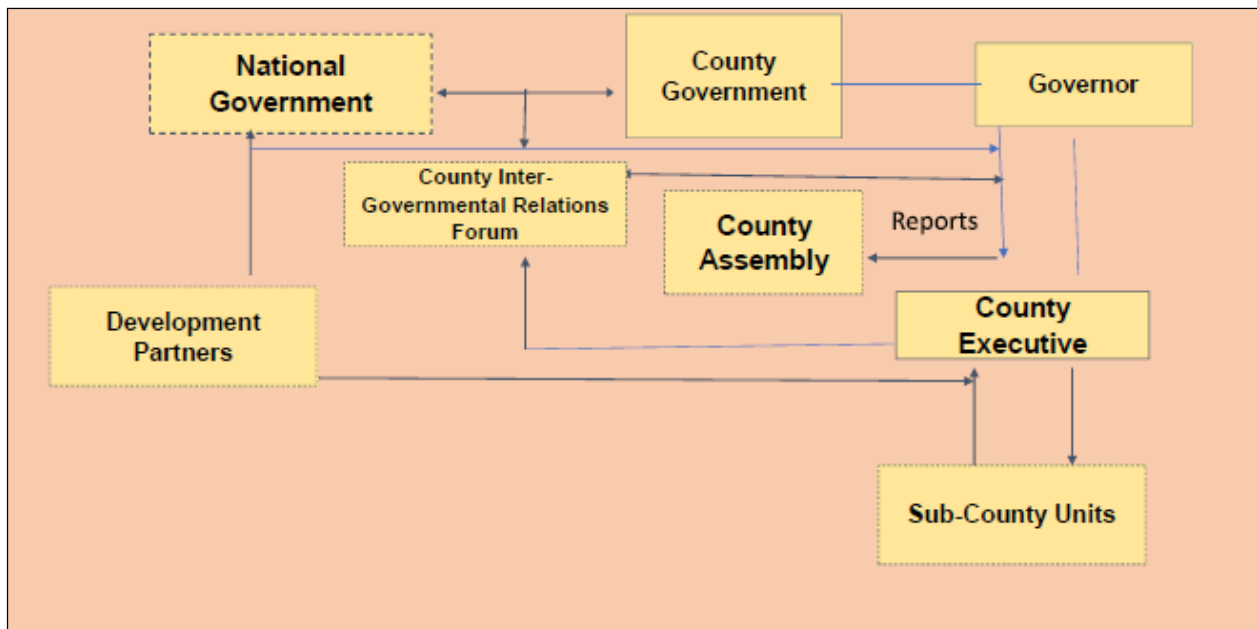 National
Government
County
Government
Governor
County Inter-
Governmental Relations
Forum
County
Assembly
Reports
Development
Partners
County
Executive
Sub-County Units